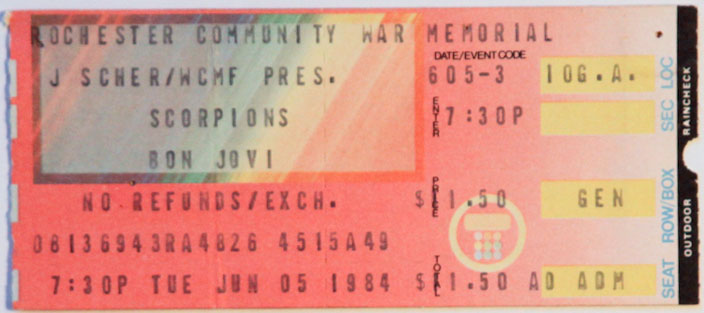 ROCHESTER COMMUNITY WAR MEMORIAL
J SCHER/WCMF PRES.
SCORPIONS
BON JOVI
NO REFUNDS/EXCH.
08136943RA4826 4515A49
7:30P TUE JUN 05 1984
DATE/EVENT CODE
605-3 10G.A.
ENTER 7:30P
PRICE $ 1.50 GEN
TOTAL $ 1.50 AD ADM
SEC LOC
SEAT ROW/BOX
OUTDOOR RAINCHECK